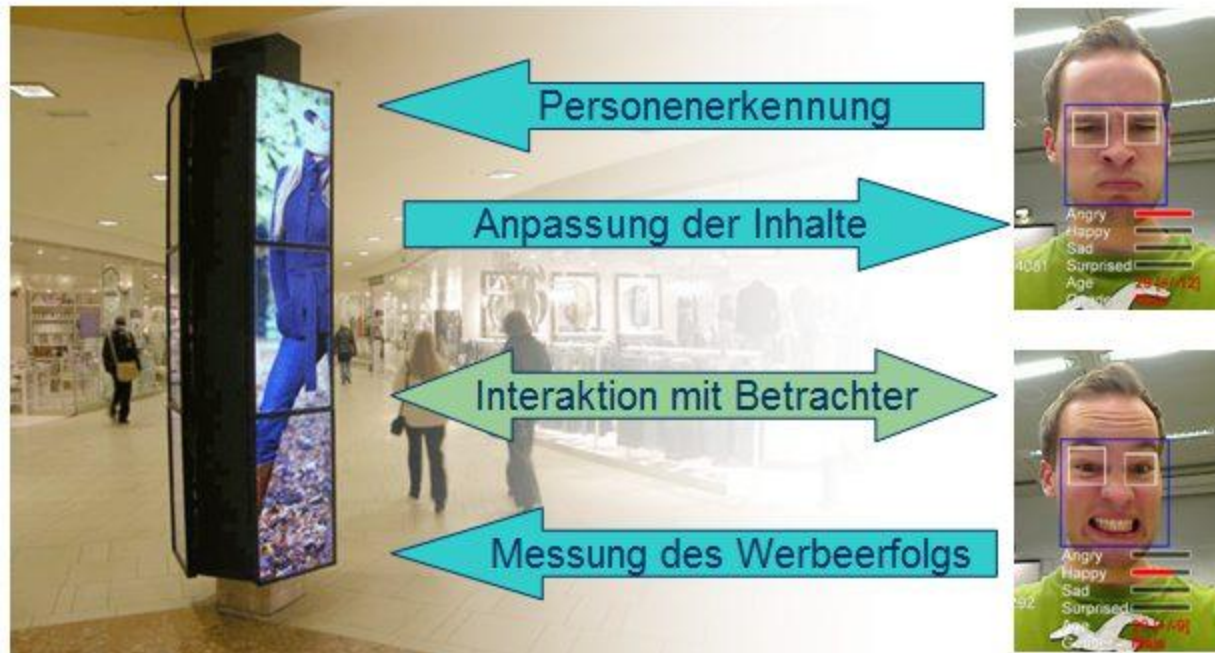 Personenerkennung
Anpassung der Inhalte
Interaktion mit Betrachter
Messung des Werbeerfolgs
Angry
Happy
Sad
Surprised
Age
Angry
Happy
Sad
Surprised
Age